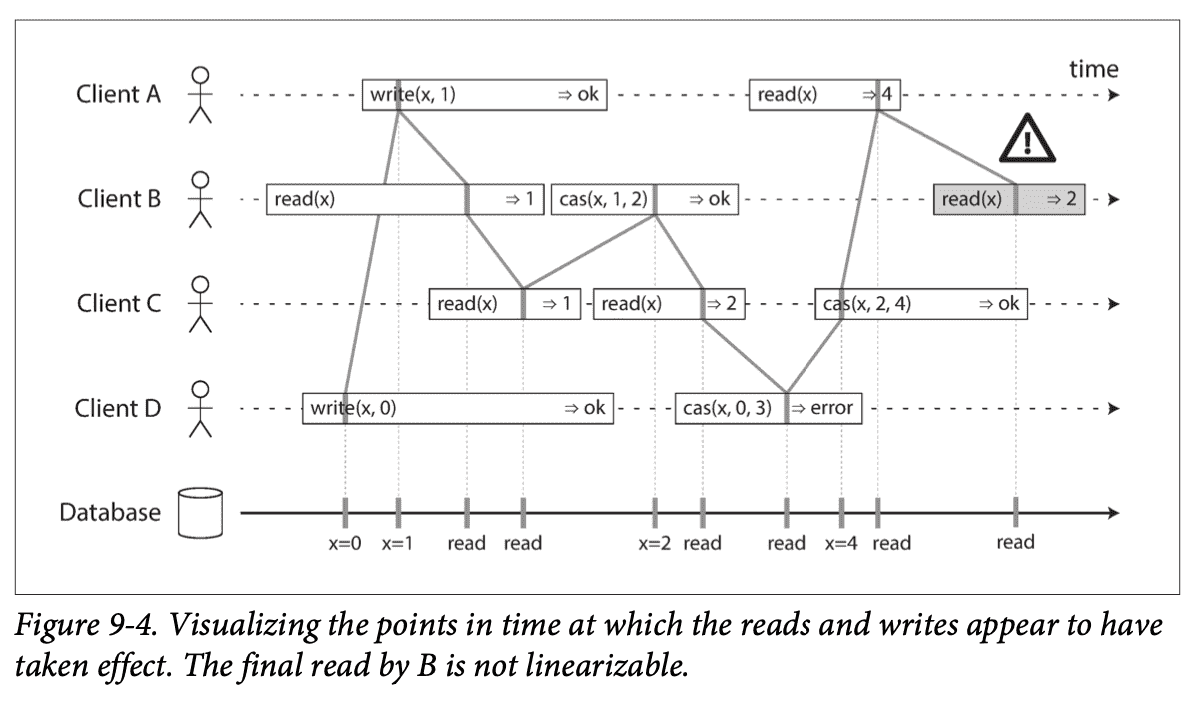 time
Client A
write(x, 1) ⇒ ok
read(x) ⇒ 4
!
Client B
read(x) ⇒ 1
cas(x, 1, 2) ⇒ ok
read(x) ⇒ 2
Client C
read(x) ⇒ 1
read(x) ⇒ 2
cas(x, 2, 4) ⇒ ok
Client D
write(x, 0) ⇒ ok
cas(x, 0, 3) ⇒ error
Database
x=0 x=1 read read x=2 read read x=4 read read
Figure 9-4. Visualizing the points in time at which the reads and writes appear to have
taken effect. The final read by B is not linearizable.